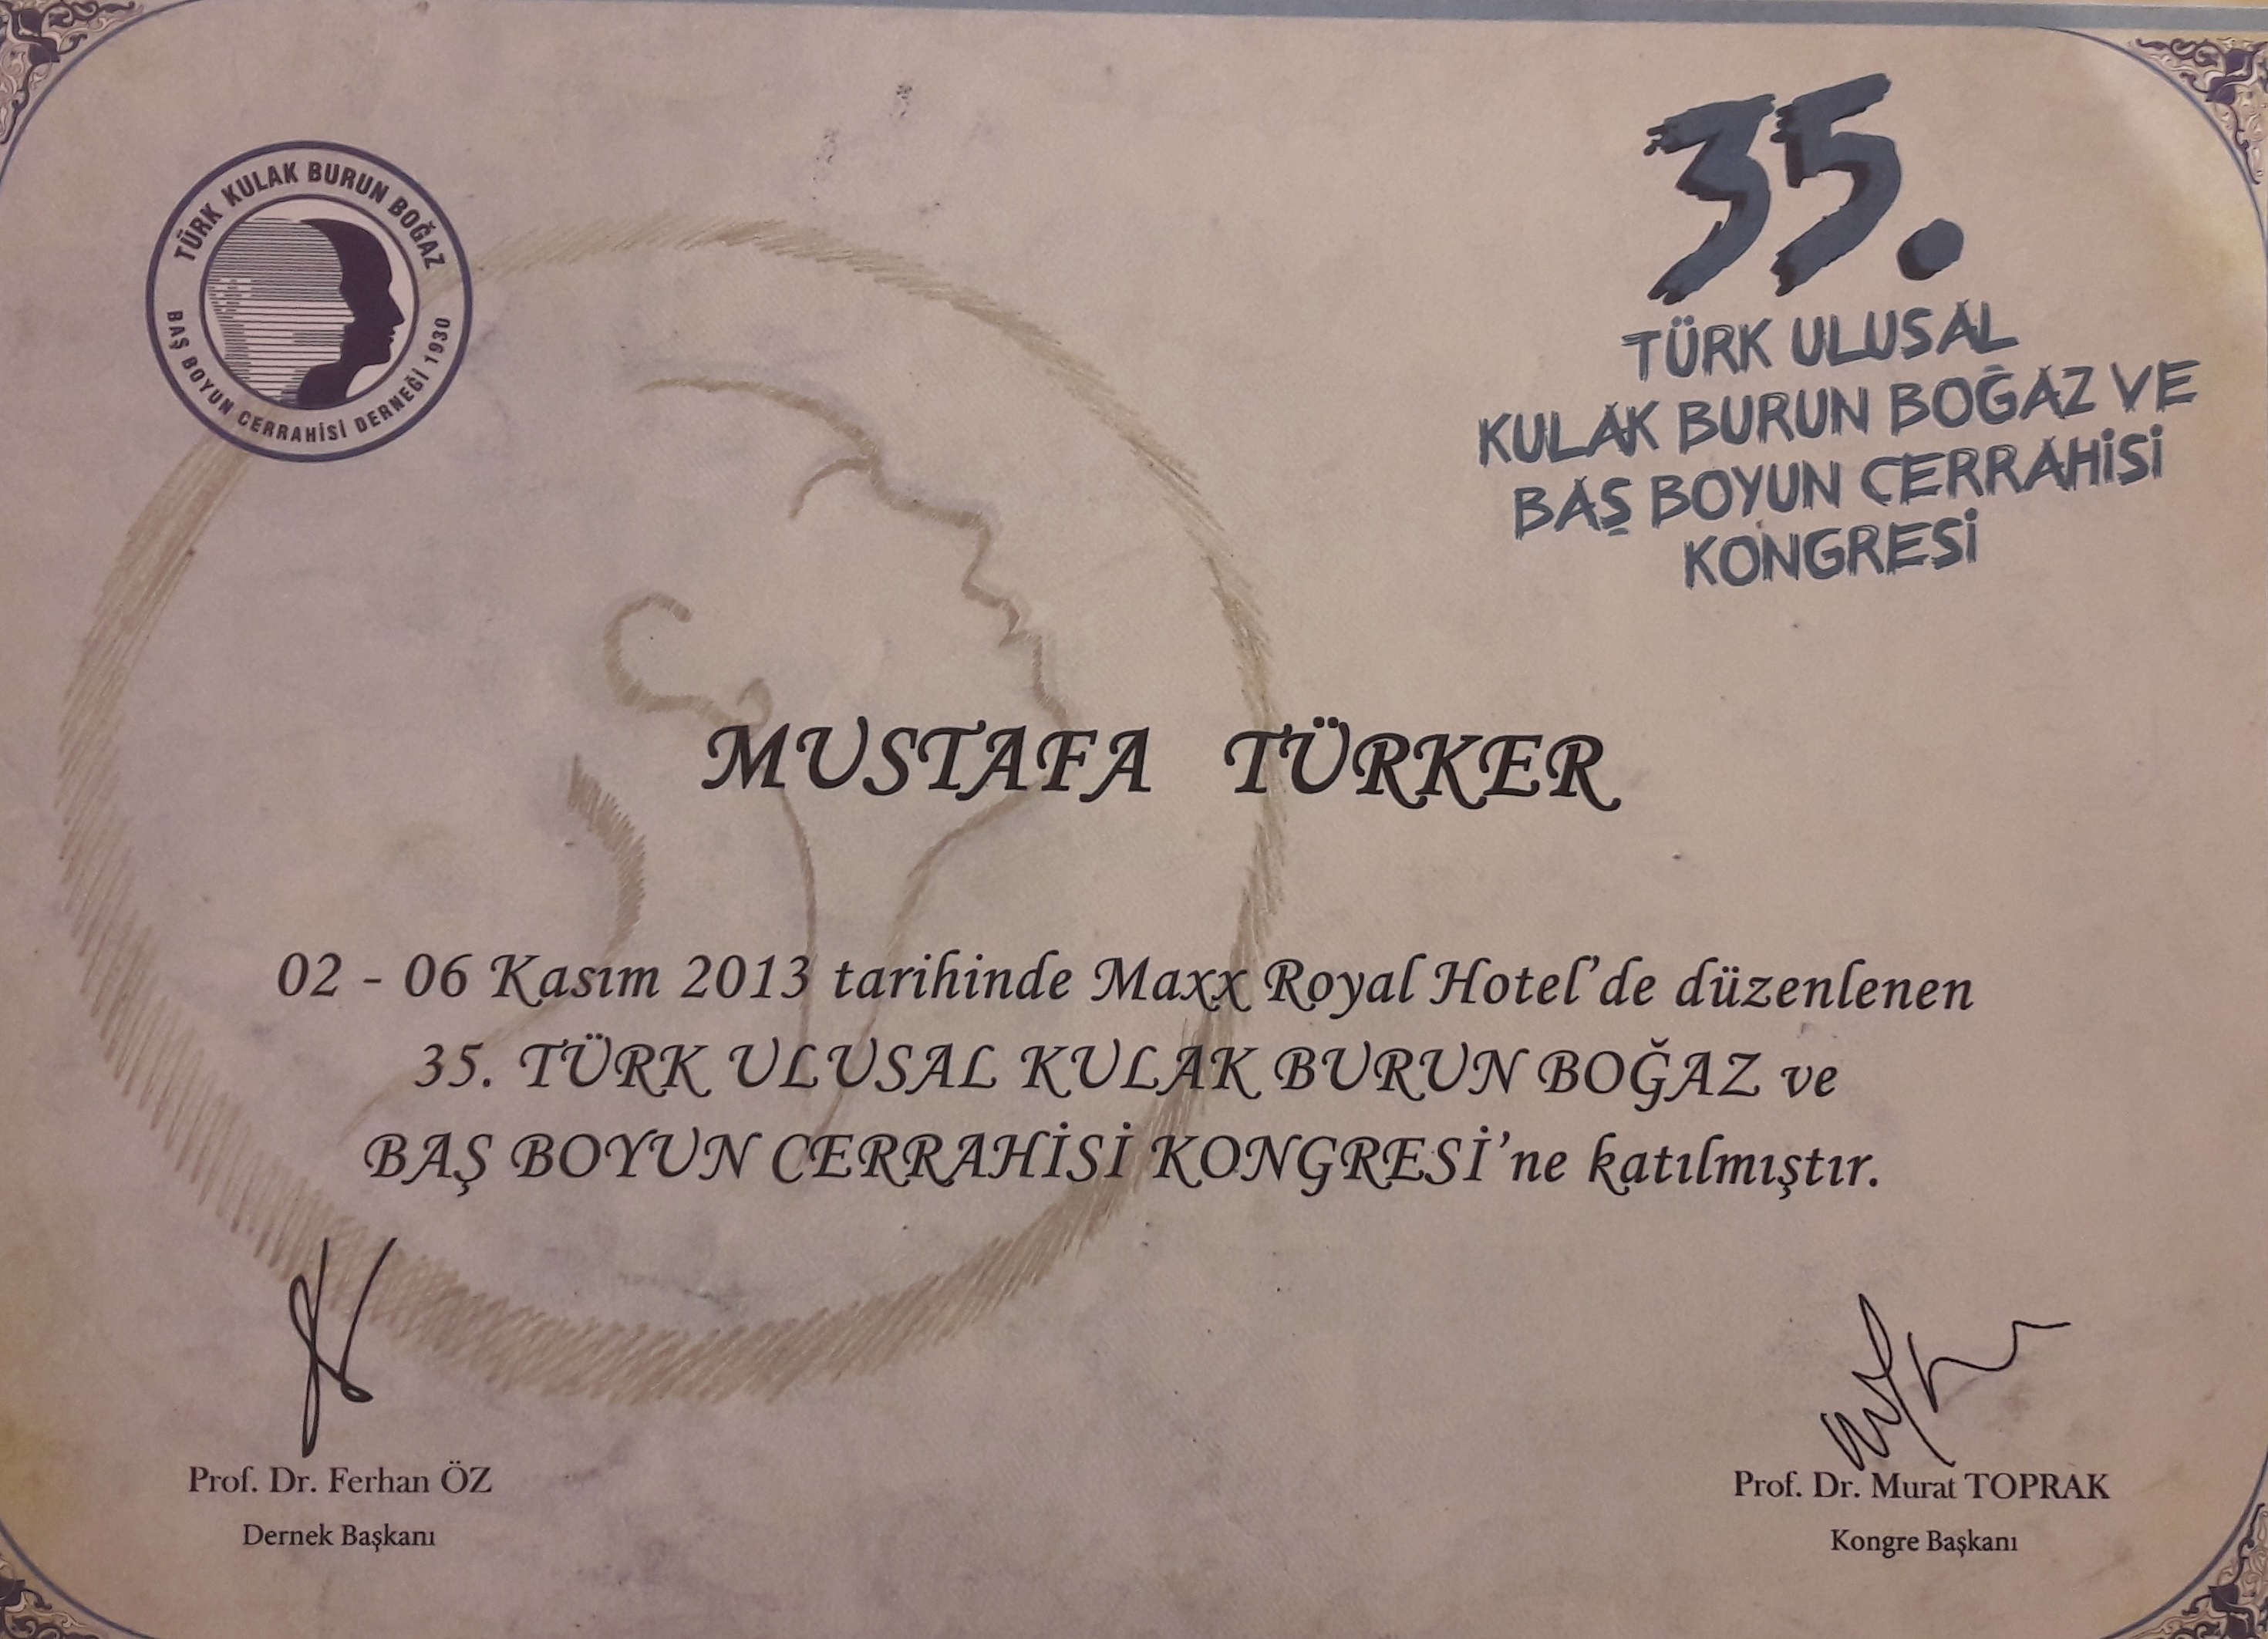 TÜRK KULAK BURUN BOĞAZ
BAŞ BOYUN CERRAHİSİ DERNEĞİ 1930
35.
TÜRK ULUSAL
KULAK BURUN BOĞAZ VE
BAŞ BOYUN CERRAHİSİ
KONGRESİ
MUSTAFA TÜRKER
02 - 06 Kasım 2013 tarihinde Maxx Royal Hotel'de düzenlenen
35. TÜRK ULUSAL KULAK BURUN BOĞAZ ve
BAŞ BOYUN CERRAHİSİ KONGRESİ'ne katılmıştır.
Prof. Dr. Ferhan ÖZ
Dernek Başkanı
Prof. Dr. Murat TOPRAK
Kongre Başkanı